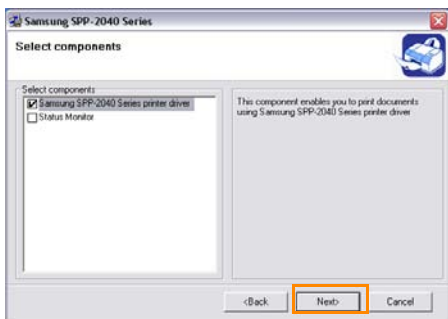 Samsung SPP-2040 Series
Select components
Select components
Samsung SPP-2040 Series printer driver
Status Monitor
This component enables you to print documents
using Samsung SPP-2040 Series printer driver
<Back
Next>
Cancel